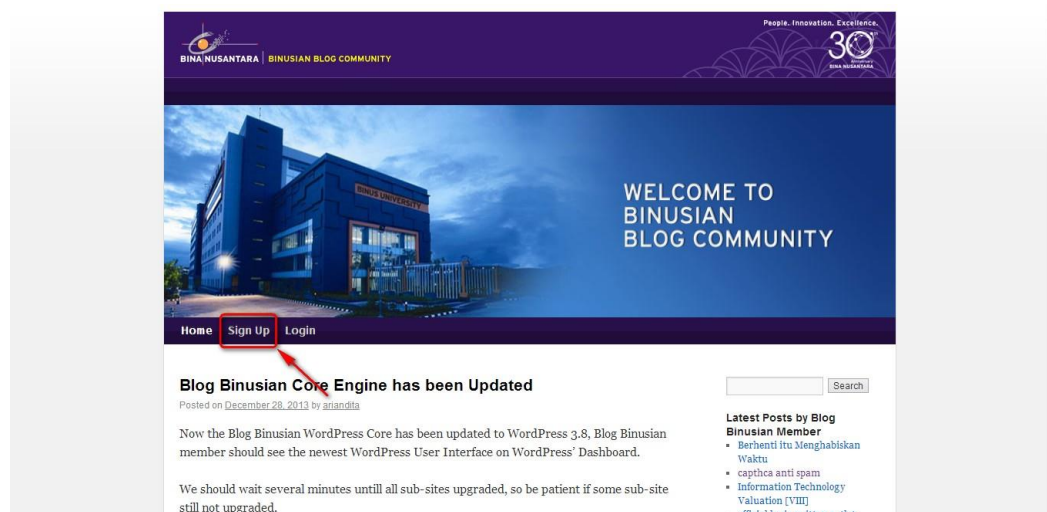 People. Innovation. Excellence.
30
th
Anniversary
BINA NUSANTARA
BINA NUSANTARA | BINUSIAN BLOG COMMUNITY
BINUS UNIVERSITY
WELCOME TO
BINUSIAN
BLOG COMMUNITY
Home Sign Up Login
Blog Binusian Core Engine has been Updated
Posted on December 28, 2013 by ariandita
Now the Blog Binusian WordPress Core has been updated to WordPress 3.8, Blog Binusian
member should see the newest WordPress User Interface on WordPress' Dashboard.
We should wait several minutes untill all sub-sites upgraded, so be patient if some sub-site
still not upgraded.
Search
Latest Posts by Blog
Binusian Member
Berhenti itu Menghabiskan
Waktu
capthca anti spam
Information Technology
Valuation [VIII]